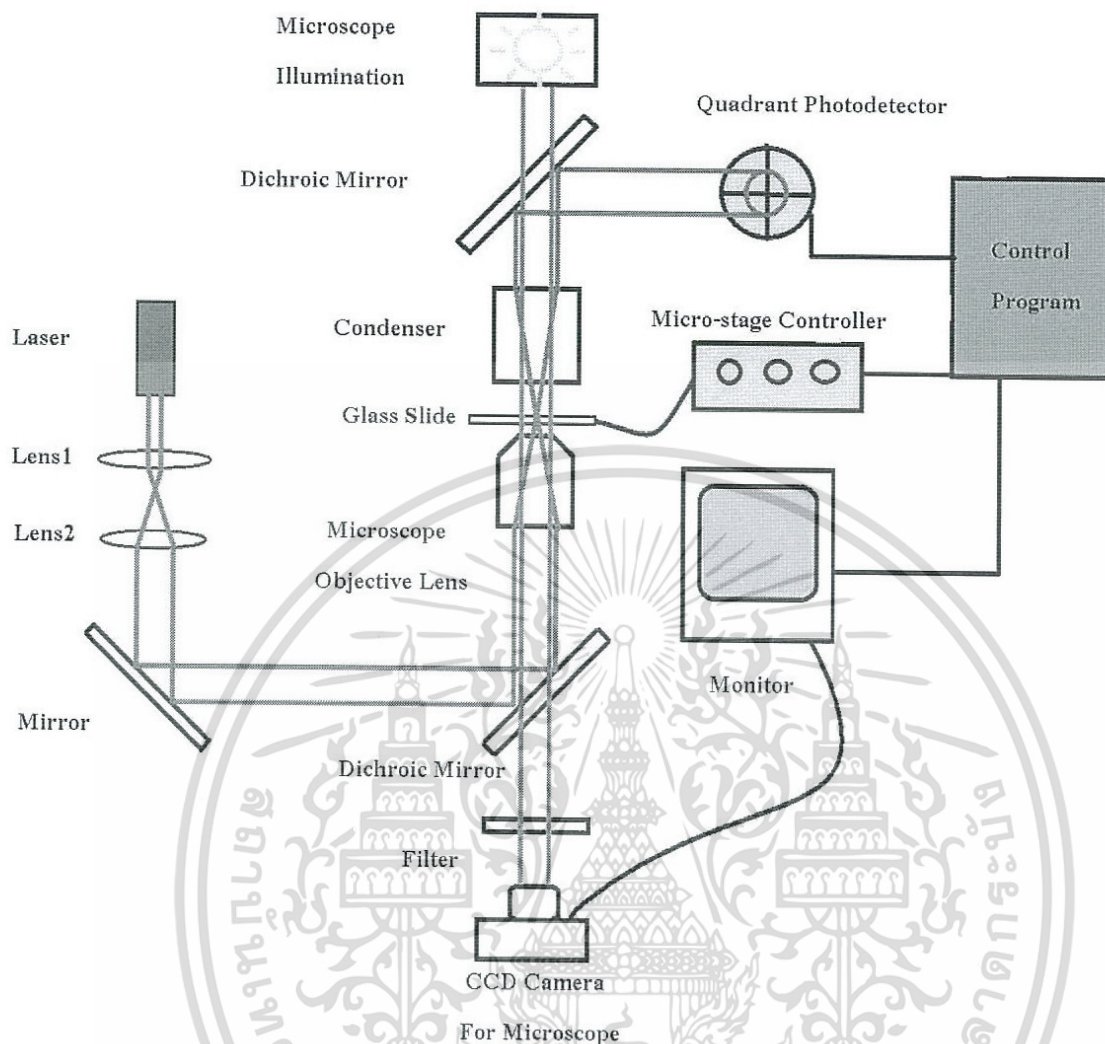 Microscope
Illumination
Quadrant Photodetector
Dichroic Mirror
Control
Program
Laser
Condenser
Micro-stage Controller
Glass Slide
Lens1
Lens2
Microscope
Objective Lens
Mirror
Monitor
Dichroic Mirror
Filter
CCD Camera
For Microscope